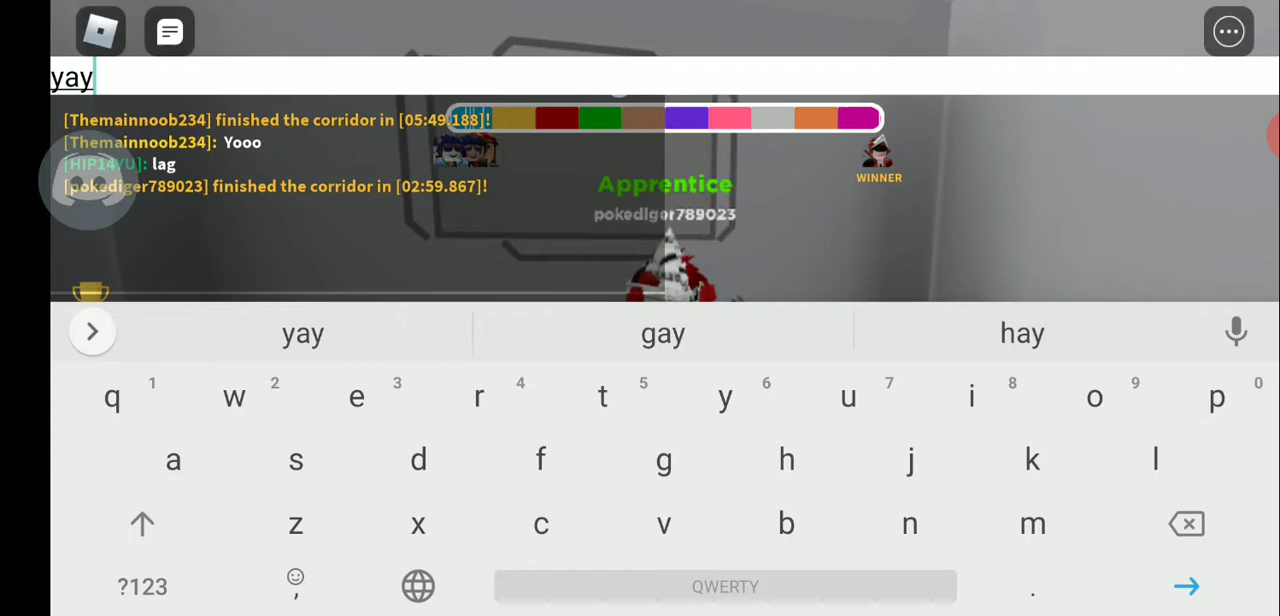 yay
[Themainnoob234] finished the corridor in [05:49.188]!
[Themainnoob234]: Yooo
[HIP14YU]: lag
[pokediger789023] finished the corridor in [02:59.867]!
WINNER
Apprentice
pokediger789023
yay gay hay
q 1 w 2 e 3 r 4 t 5 y 6 u 7 i 8 o 9 p 0
a s d f g h j k l
z x c v b n m
?123 , QWERTY .